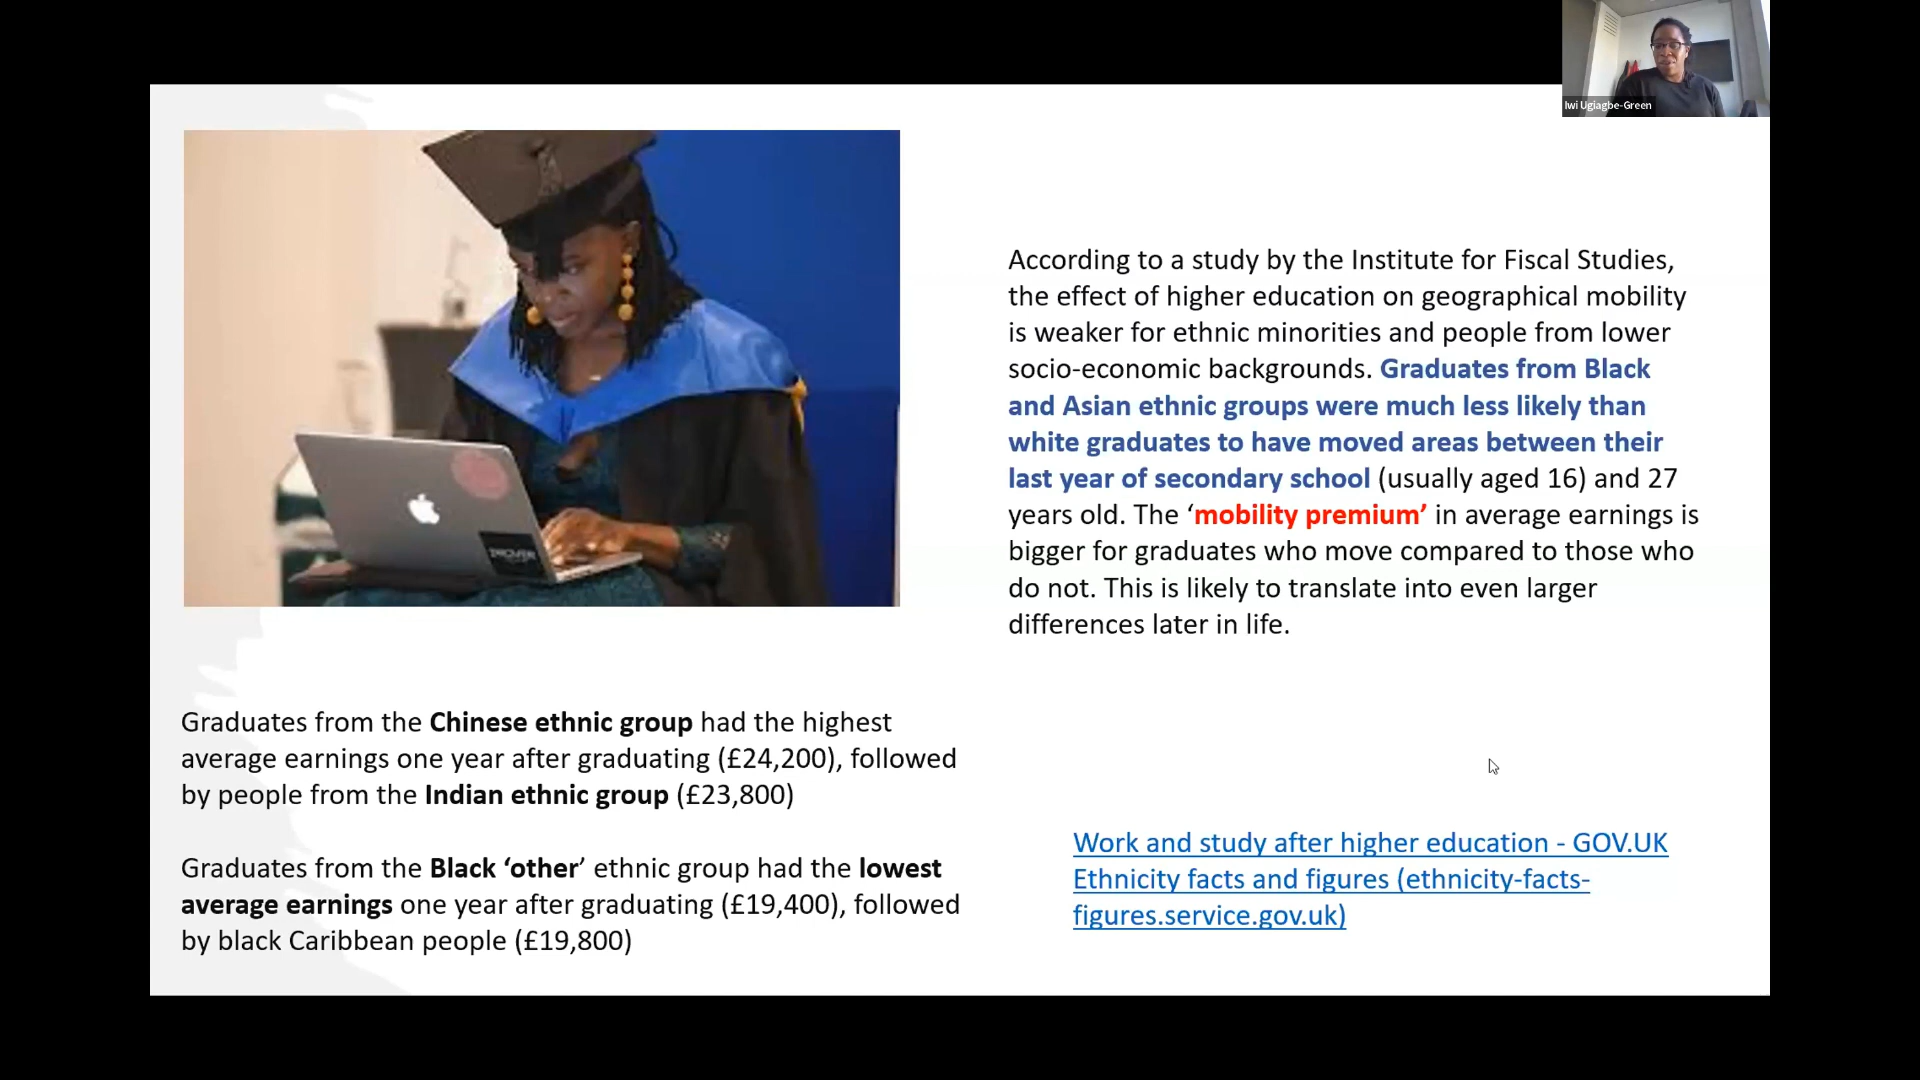 Iwi Ugiagbe-Green
According to a study by the Institute for Fiscal Studies,
the effect of higher education on geographical mobility
is weaker for ethnic minorities and people from lower
socio-economic backgrounds. Graduates from Black
and Asian ethnic groups were much less likely than
white graduates to have moved areas between their
last year of secondary school (usually aged 16) and 27
years old. The ‘mobility premium’ in average earnings is
bigger for graduates who move compared to those who
do not. This is likely to translate into even larger
differences later in life.
Graduates from the Chinese ethnic group had the highest
average earnings one year after graduating (£24,200), followed
by people from the Indian ethnic group (£23,800)
Graduates from the Black ‘other’ ethnic group had the lowest
average earnings one year after graduating (£19,400), followed
by black Caribbean people (£19,800)
Work and study after higher education - GOV.UK
Ethnicity facts and figures (ethnicity-facts-
figures.service.gov.uk)